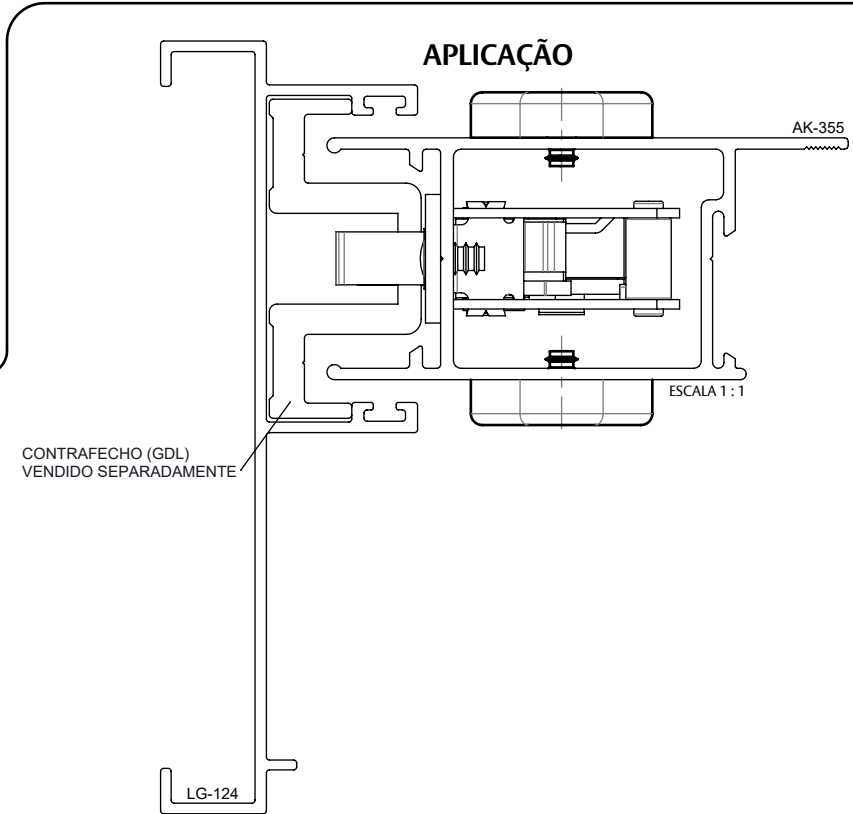 APLICAÇÃO
AK-355
ESCALA 1 : 1
CONTRAFECHO (GDL)
VENDIDO SEPARADAMENTE
LG-124